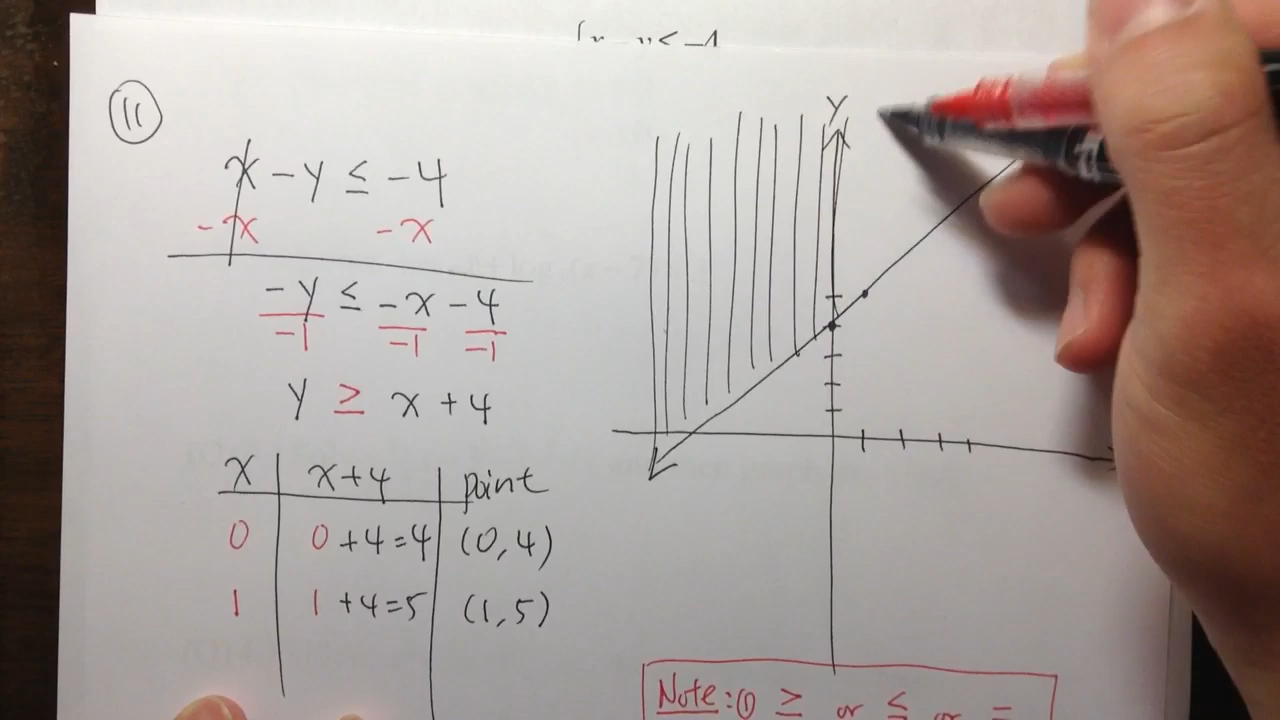 11
x - y ≤ -4
-x -x
-y ≤ -x - 4
-1 -1 -1
y ≥ x + 4
x x+4 point
0 0+4=4 (0,4)
1 1+4=5 (1,5)
Y
Note: ① ≥ or ≤ or =